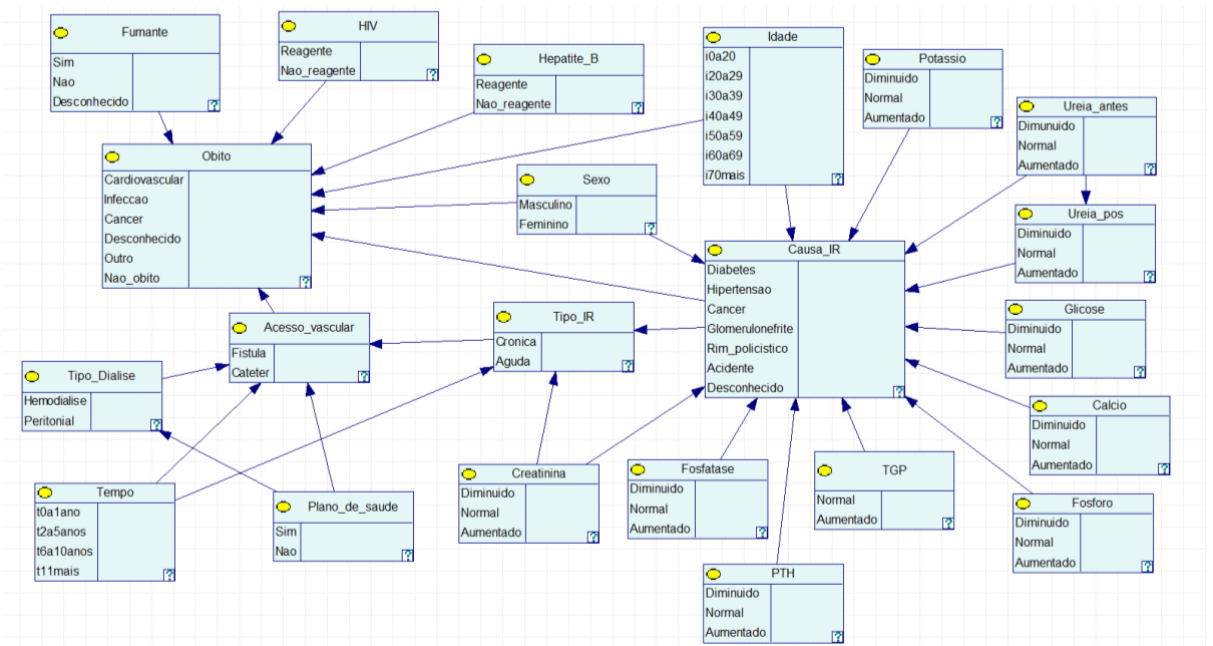 Fumante
Sim
Nao
Desconhecido
?
HIV
Reagente
Nao_reagente
?
Hepatite_B
Reagente
Nao_reagente
?
Idade
i0a20
i20a29
i30a39
i40a49
i50a59
i60a69
i70mais
?
Potassio
Diminuido
Normal
Aumentado
?
Ureia_antes
Dimunuido
Normal
Aumentado
?
Obito
Cardiovascular
Infeccao
Cancer
Desconhecido
Outro
Nao_obito
?
Sexo
Masculino
Feminino
?
Ureia_pos
Diminuido
Normal
Aumentado
?
Causa_IR
Diabetes
Hipertensao
Cancer
Glomerulonefrite
Rim_policistico
Acidente
Desconhecido
?
Glicose
Diminuido
Normal
Aumentado
?
Acesso_vascular
Fistula
Cateter
?
Tipo_IR
Cronica
Aguda
?
Tipo_Dialise
Hemodialise
Peritonial
?
Calcio
Diminuido
Normal
Aumentado
?
Tempo
t0a1ano
t2a5anos
t6a10anos
t11mais
?
Plano_de_saude
Sim
Nao
?
Creatinina
Diminuido
Normal
Aumentado
?
Fosfatase
Diminuido
Normal
Aumentado
?
TGP
Normal
Aumentado
?
Fosforo
Diminuido
Normal
Aumentado
?
PTH
Diminuido
Normal
Aumentado
?